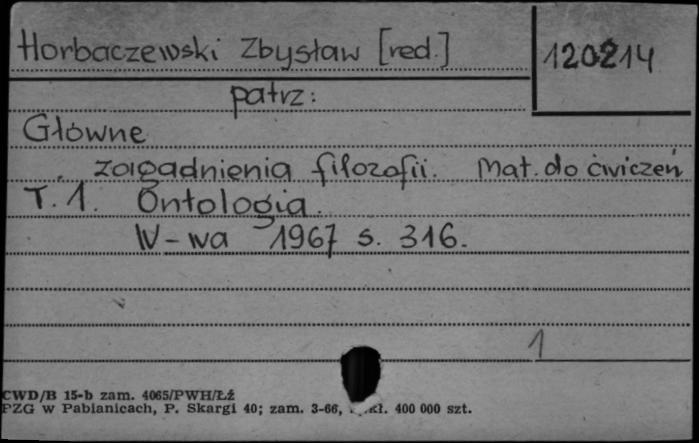 Horbaczewski Zbysław [red.] 120214
patrz:
Główne
zagadnienia filozofii. Mat. do ćwiczeń
T. 1. Ontologia.
W-wa 1967 s. 316.
1
CWD/B 15-b zam. 4065/PWH/Łź
PZG w Pabianicach, P. Skargi 40; zam. 3-66, 400 000 szt.